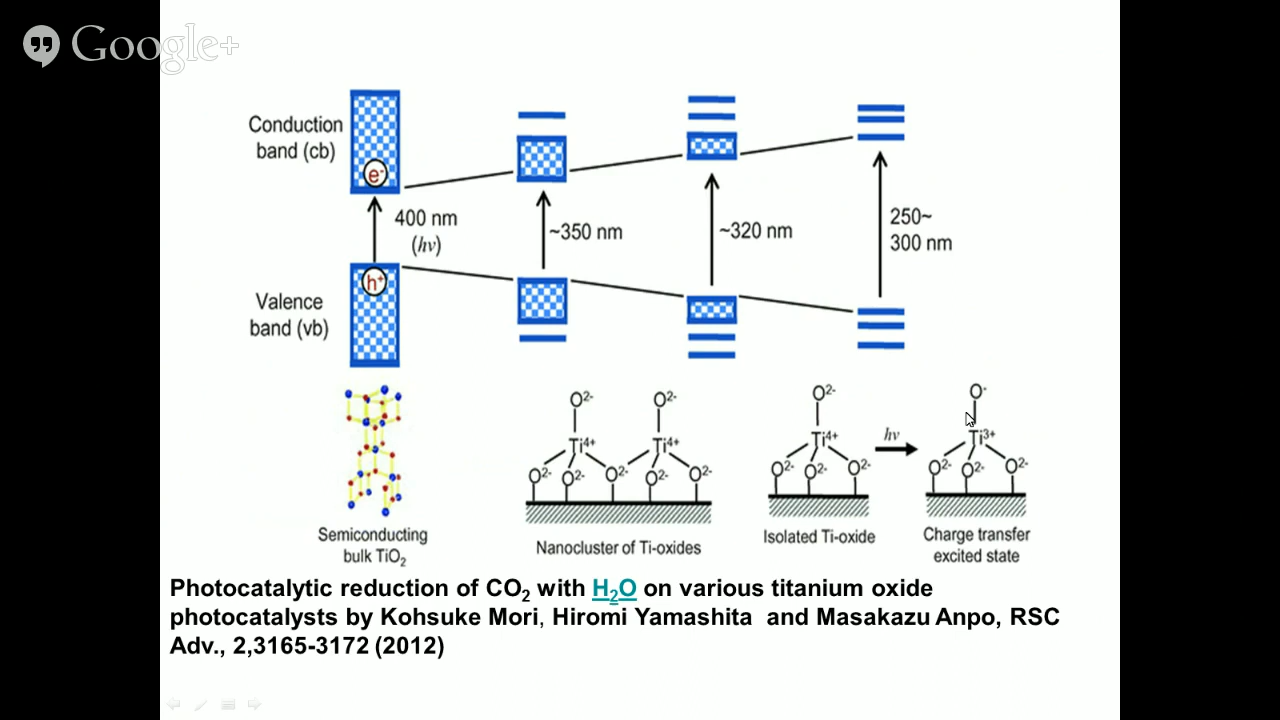 Google+
Conduction
band (cb)
e-
400 nm
(hv)
~350 nm
~320 nm
250~
300 nm
h+
Valence
band (vb)
O2- O2- O2- O-
Ti4+ Ti4+ Ti4+ hv Ti3+
O2- O2- O2- O2- O2- O2- O2- O2- O2- O2- O2-
Semiconducting
bulk TiO2
Nanocluster of Ti-oxides
Isolated Ti-oxide
Charge transfer
excited state
Photocatalytic reduction of CO2 with H2O on various titanium oxide
photocatalysts by Kohsuke Mori, Hiromi Yamashita and Masakazu Anpo, RSC
Adv., 2,3165-3172 (2012)